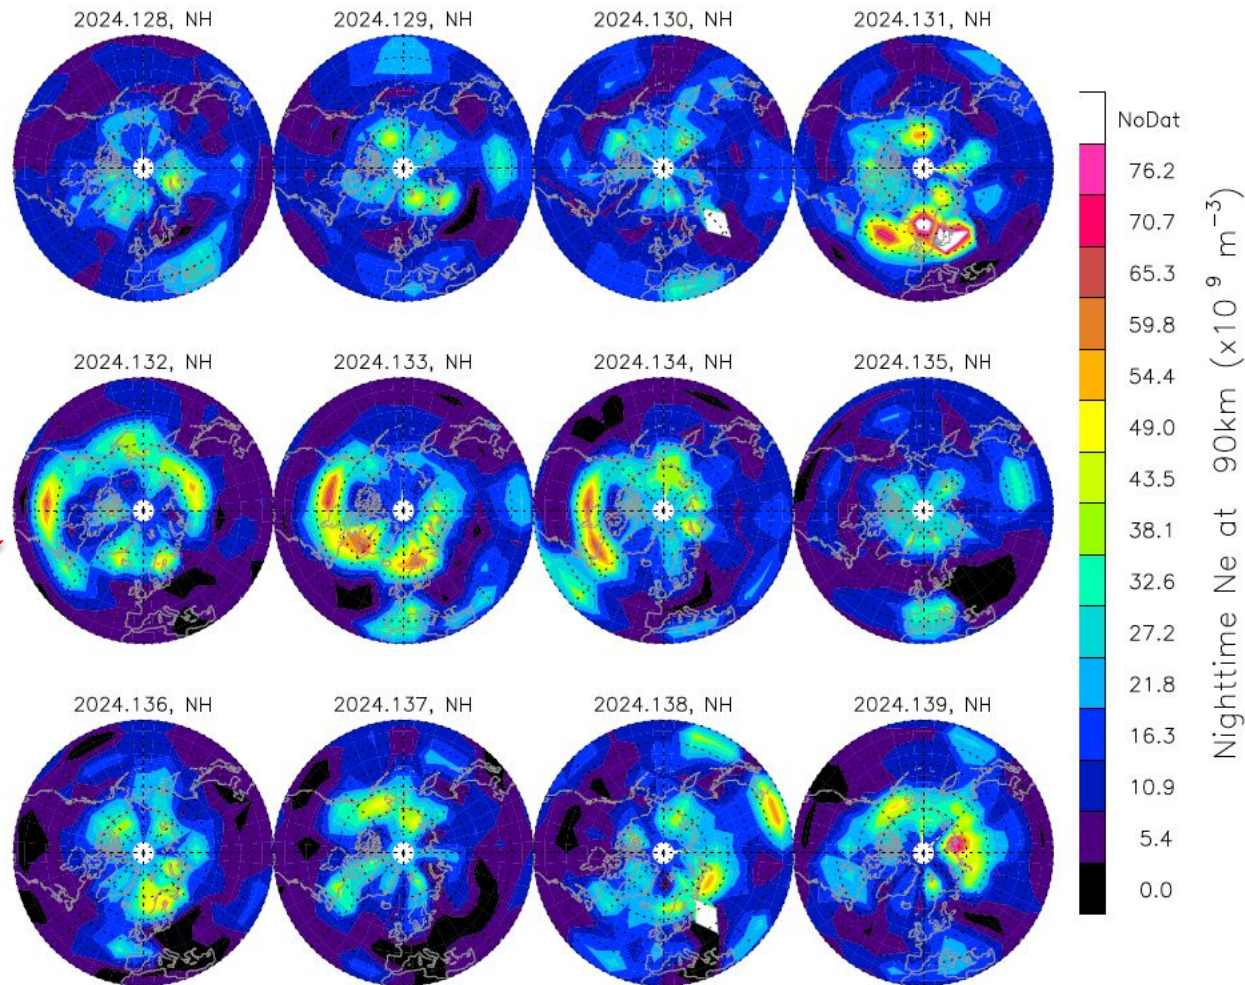 2024.128, NH
2024.129, NH
2024.130, NH
2024.131, NH
2024.132, NH
2024.133, NH
2024.134, NH
2024.135, NH
2024.136, NH
2024.137, NH
2024.138, NH
2024.139, NH
NoDat
76.2
70.7
65.3
59.8
54.4
49.0
43.5
38.1
32.6
27.2
21.8
16.3
10.9
5.4
0.0
Nighttime Ne at 90km (x10⁹ m⁻³)